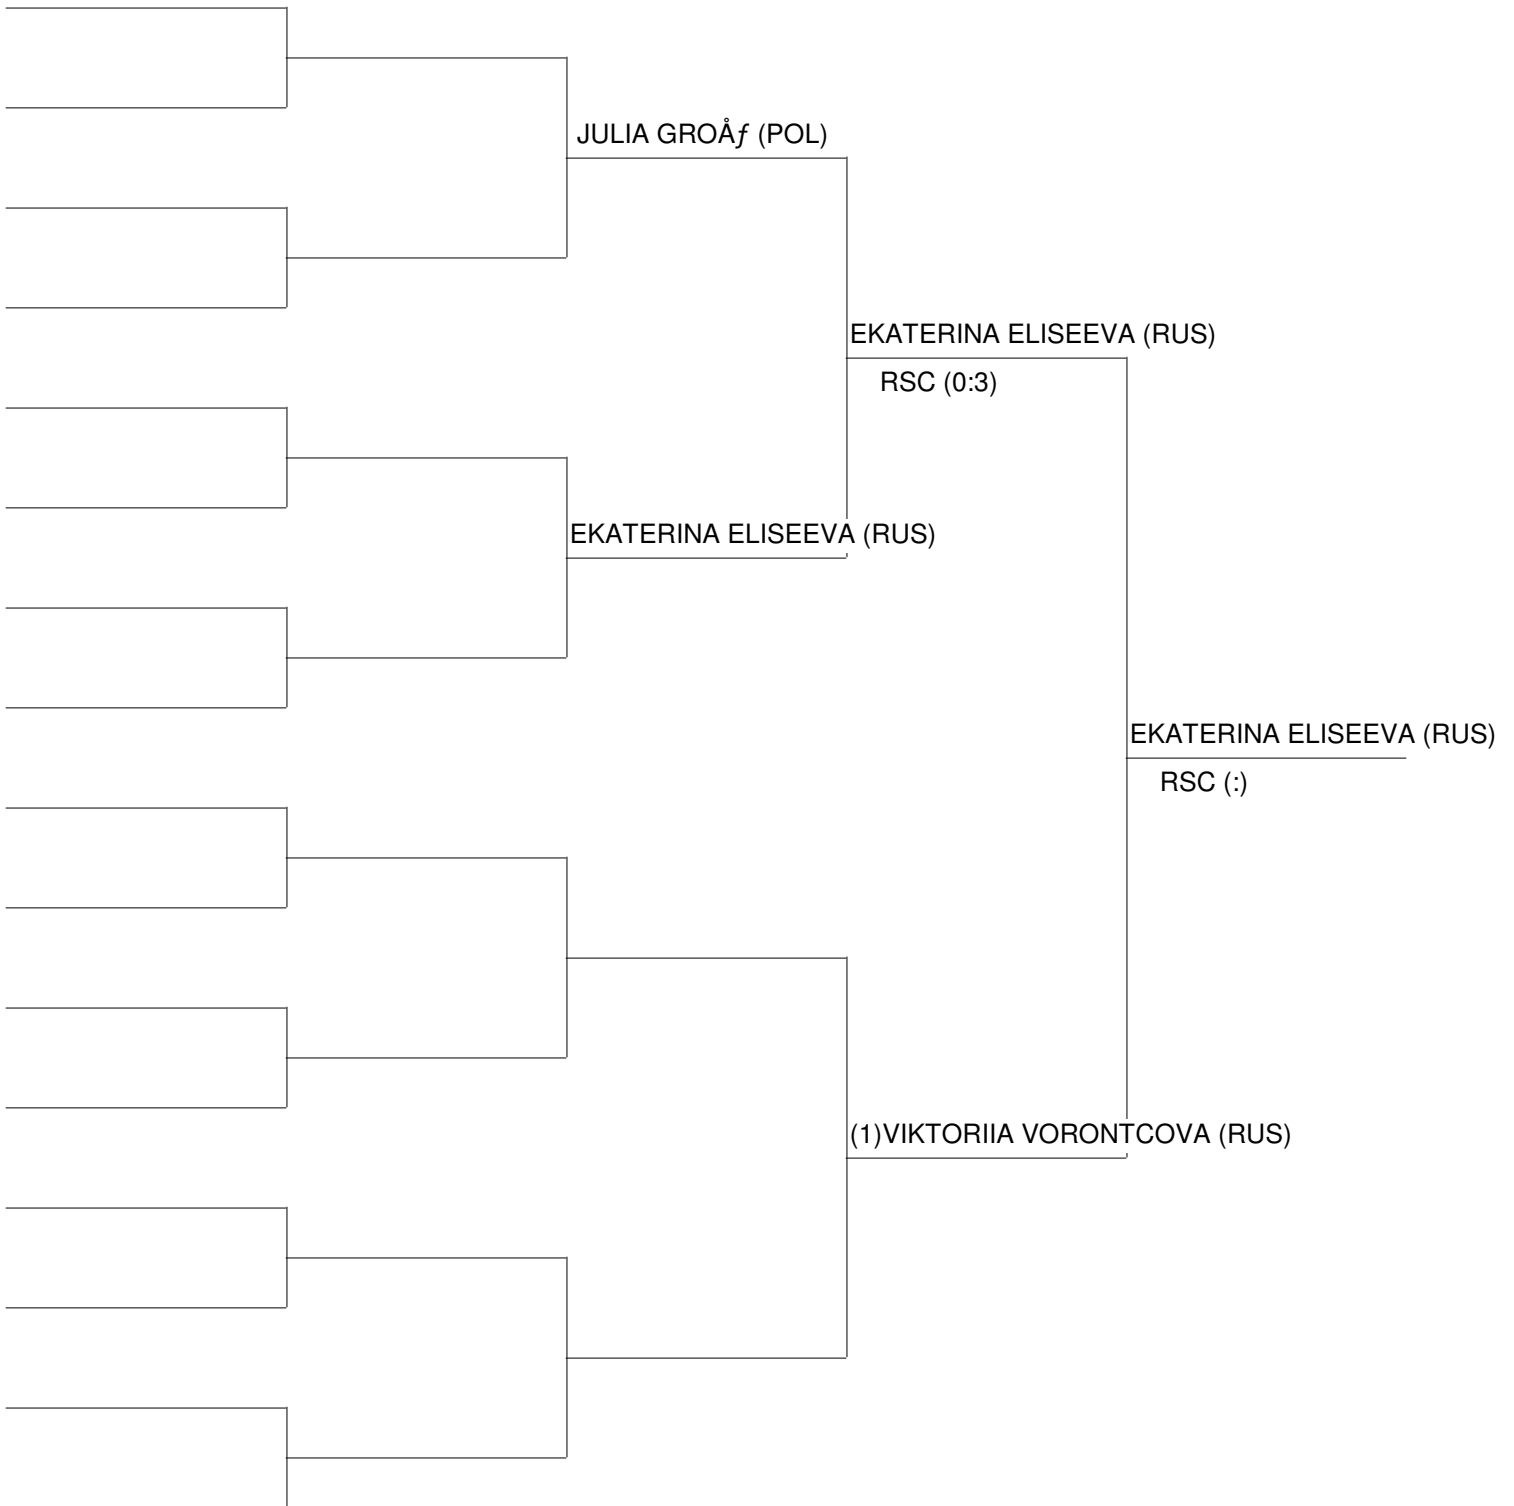 JULIA GROÅƒ (POL)
EKATERINA ELISEEVA (RUS)
RSC (0:3)
EKATERINA ELISEEVA (RUS)
EKATERINA ELISEEVA (RUS)
RSC (:)
(1)VIKTORIIA VORONTCOVA (RUS)